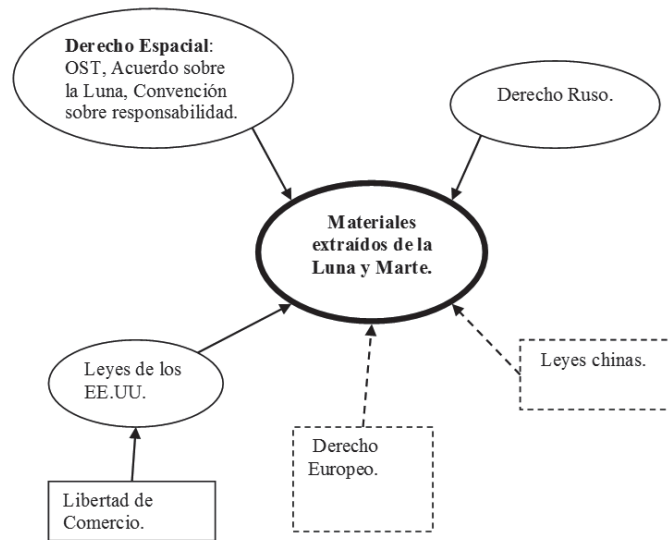 Derecho Espacial:
OST, Acuerdo sobre
la Luna, Convención
sobre responsabilidad.
Derecho Ruso.
Materiales
extraídos de la
Luna y Marte.
Leyes de los
EE.UU.
Leyes chinas.
Derecho
Europeo.
Libertad de
Comercio.